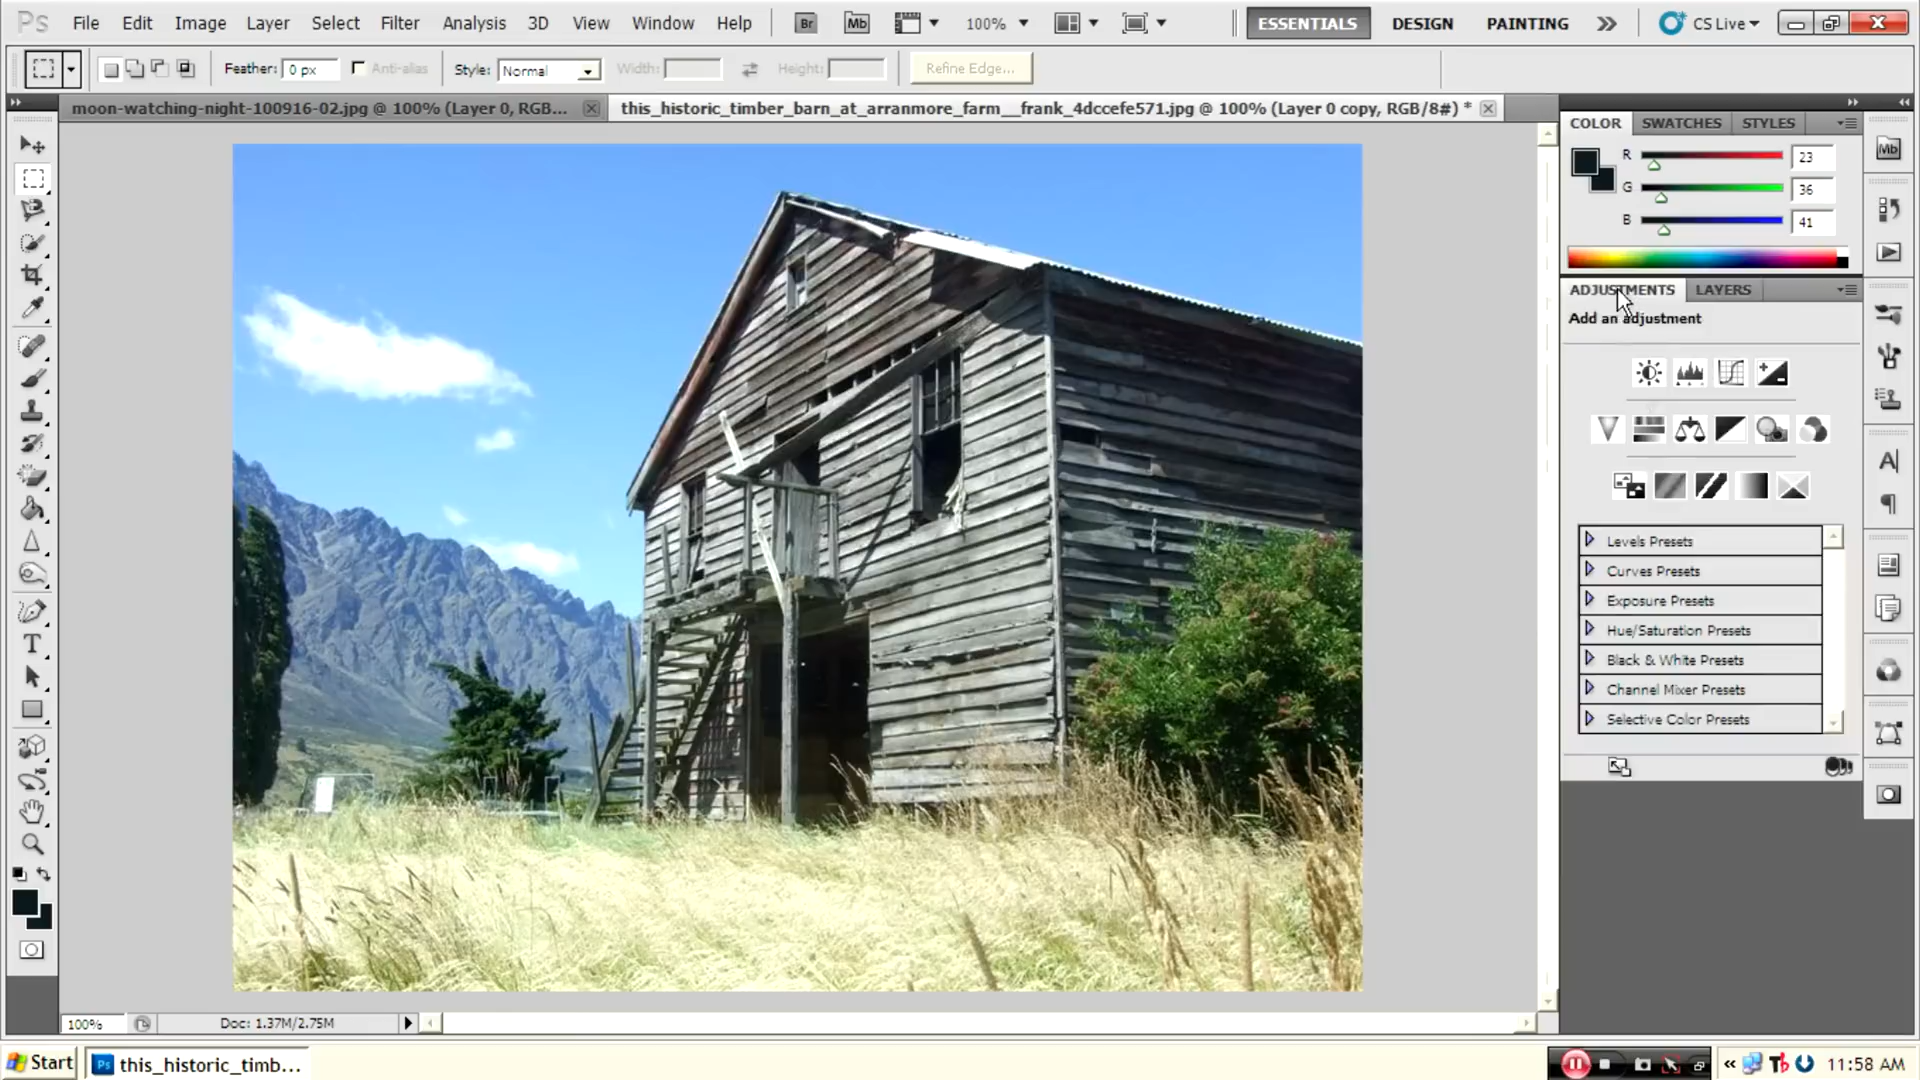 Ps File Edit Image Layer Select Filter Analysis 3D View Window Help Br Mb 100% ESSENTIALS DESIGN PAINTING CS Live
Feather: 0 px Anti-alias Style: Normal Width: Height: Refine Edge...
moon-watching-night-100916-02.jpg @ 100% (Layer 0, RGB...
this_historic_timber_barn_at_arranmore_farm__frank_4dccefe571.jpg @ 100% (Layer 0 copy, RGB/8#) *
COLOR SWATCHES STYLES
Mb
R 23
G 36
B 41
ADJUSTMENTS LAYERS
Add an adjustment
Levels Presets
Curves Presets
Exposure Presets
Hue/Saturation Presets
Black & White Presets
Channel Mixer Presets
Selective Color Presets
100% Doc: 1.37M/2.75M
Start Ps this_historic_timb... 11:58 AM